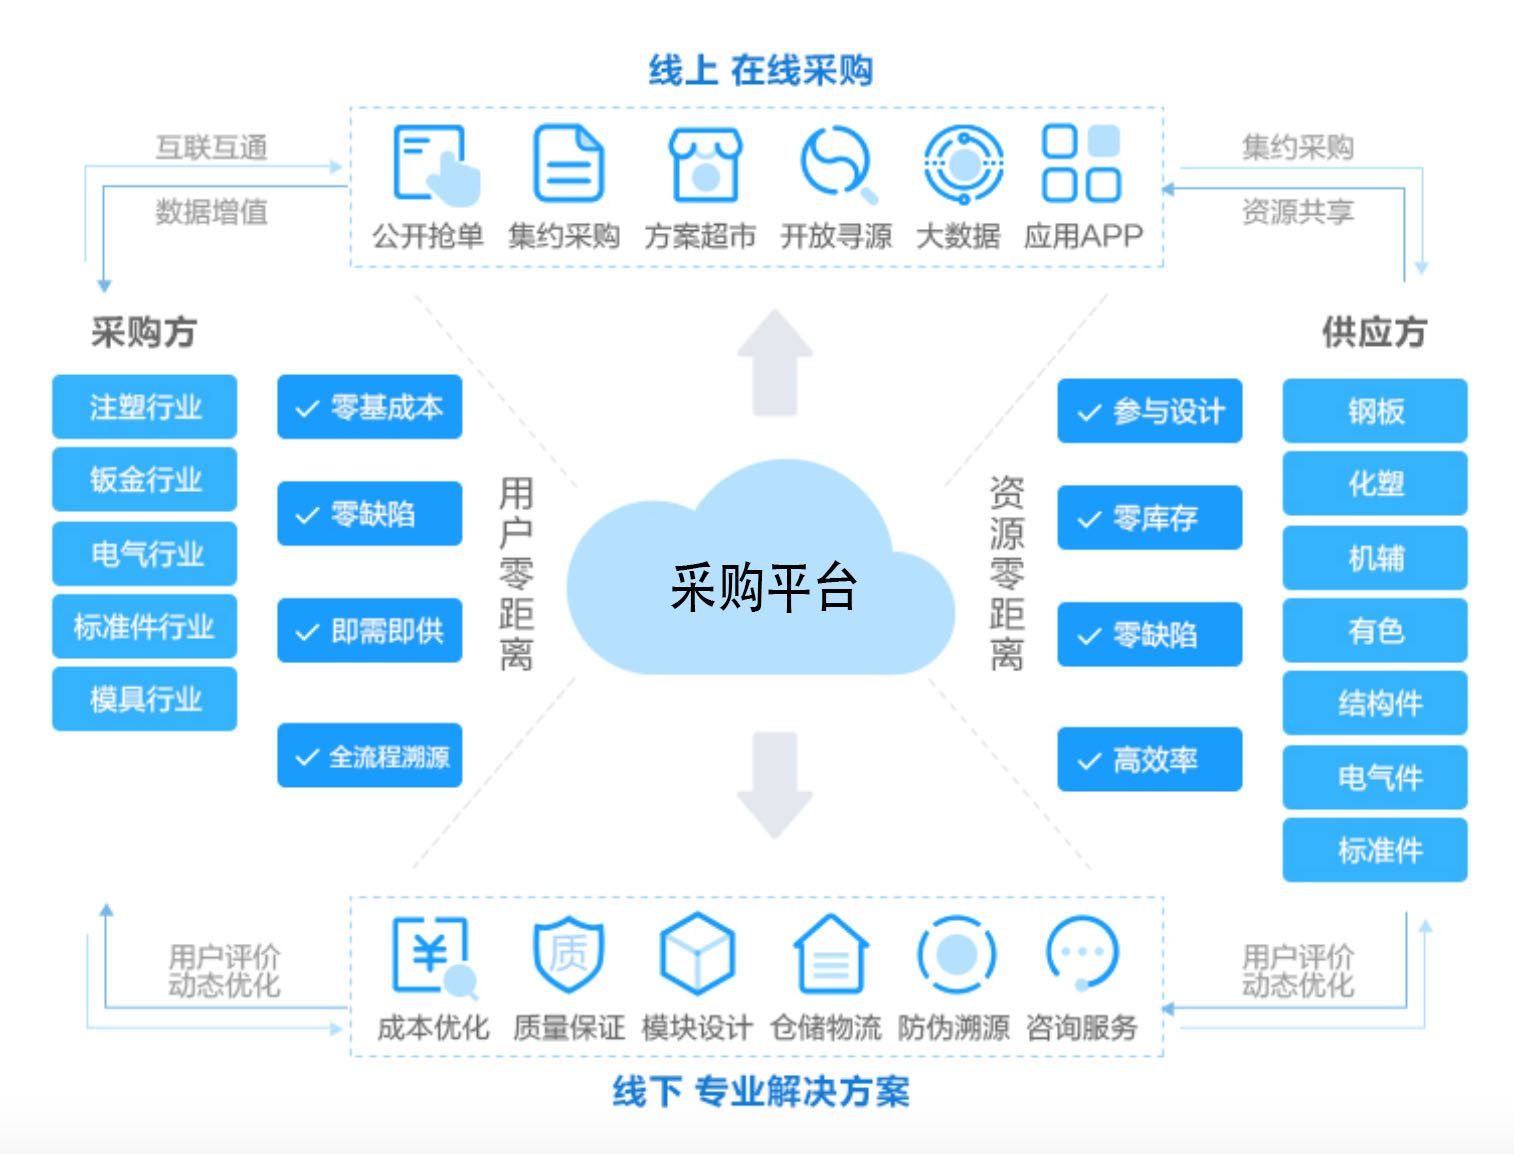 线上 在线采购
互联互通
数据增值
公开抢单
集约采购
方案超市
开放寻源
大数据
应用APP
集约采购
资源共享
采购方
注塑行业
钣金行业
电气行业
标准件行业
模具行业
零基成本
零缺陷
即需即供
全流程溯源
用户零距离
采购平台
资源零距离
参与设计
零库存
零缺陷
高效率
供应方
钢板
化塑
机辅
有色
结构件
电气件
标准件
用户评价
动态优化
¥
质
成本优化
质量保证
模块设计
仓储物流
防伪溯源
咨询服务
用户评价
动态优化
线下 专业解决方案